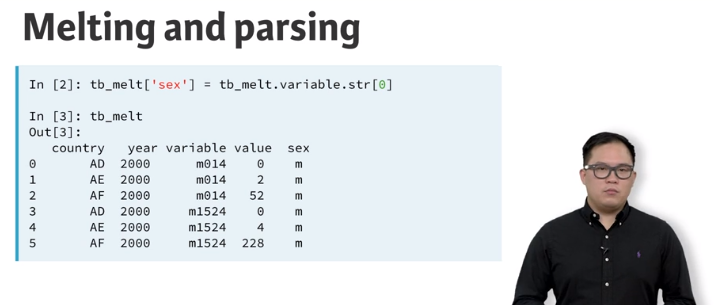 Melting and parsing
In [2]: tb_melt['sex'] = tb_melt.variable.str[0]
In [3]: tb_melt
Out[3]:
country year variable value sex
0 AD 2000 m014 0 m
1 AE 2000 m014 2 m
2 AF 2000 m014 52 m
3 AD 2000 m1524 0 m
4 AE 2000 m1524 4 m
5 AF 2000 m1524 228 m